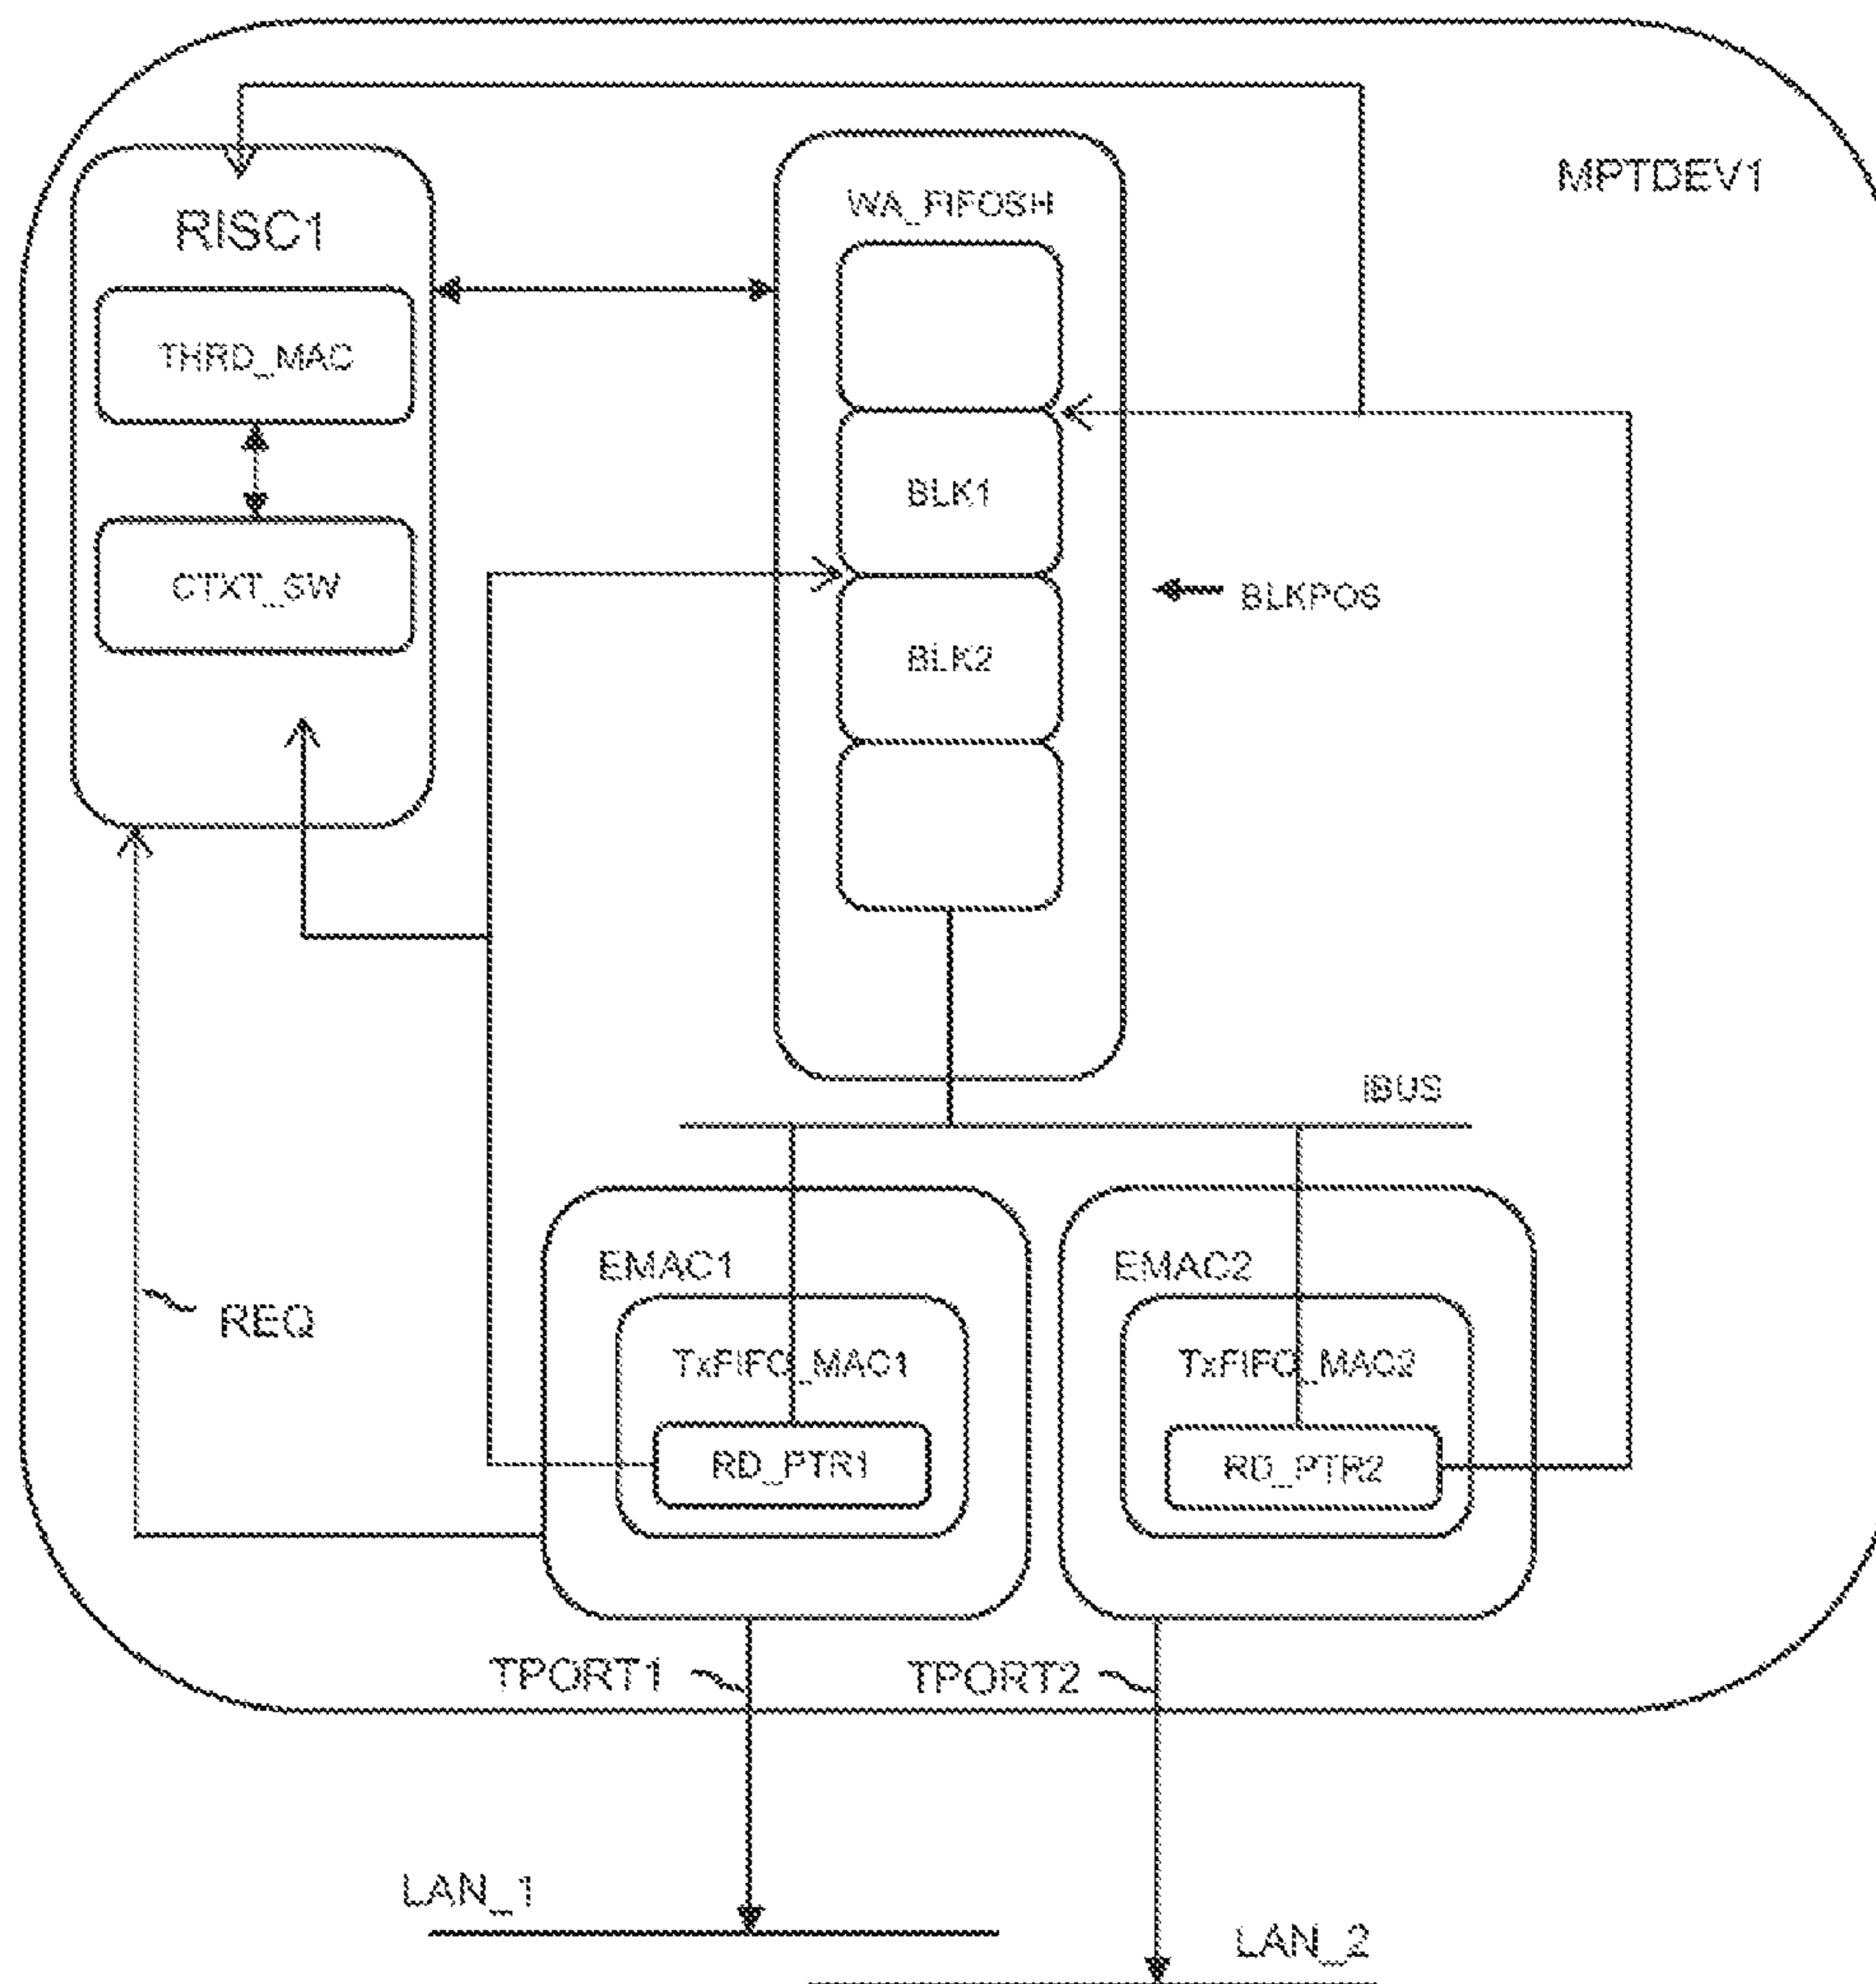 MPTDEV1
RISC1
WA_FIFOSH
THRD_MAC
BLK1
CTXT_SW
BLKPOS
BLK2
IBUS
EMAC1
EMAC2
REQ
TxFIFO_MAC1
TxFIFO_MAC2
RD_PTR1
RD_PTR2
TPORT1
TPORT2
LAN_1
LAN_2